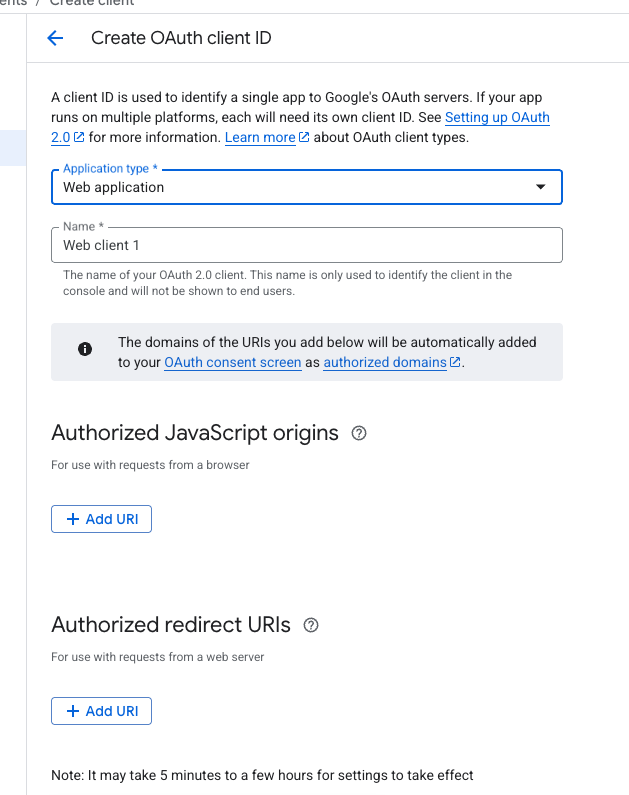 ents / Create client
Create OAuth client ID
A client ID is used to identify a single app to Google's OAuth servers. If your app
runs on multiple platforms, each will need its own client ID. See Setting up OAuth
2.0 for more information. Learn more about OAuth client types.
Application type *
Web application
Name *
Web client 1
The name of your OAuth 2.0 client. This name is only used to identify the client in the
console and will not be shown to end users.
The domains of the URIs you add below will be automatically added
to your OAuth consent screen as authorized domains.
Authorized JavaScript origins
For use with requests from a browser
+ Add URI
Authorized redirect URIs
For use with requests from a web server
+ Add URI
Note: It may take 5 minutes to a few hours for settings to take effect